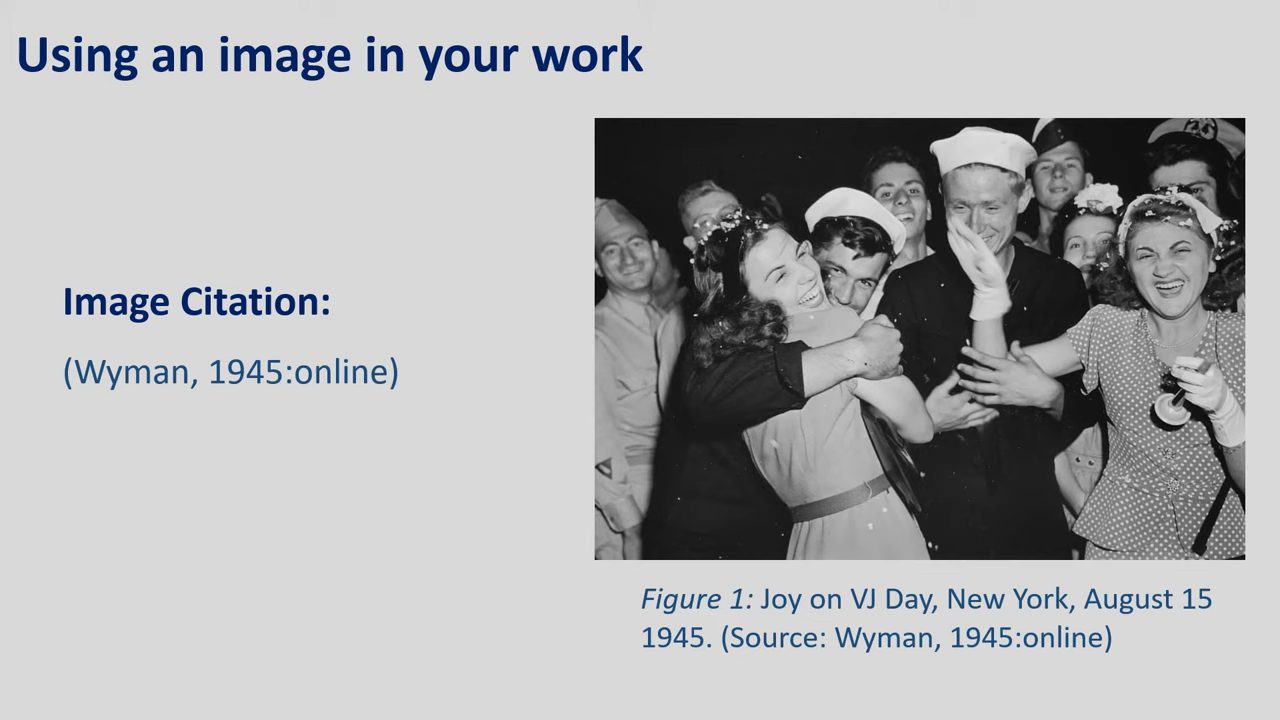 Using an image in your work
Image Citation:
(Wyman, 1945:online)
Figure 1: Joy on VJ Day, New York, August 15
1945. (Source: Wyman, 1945:online)